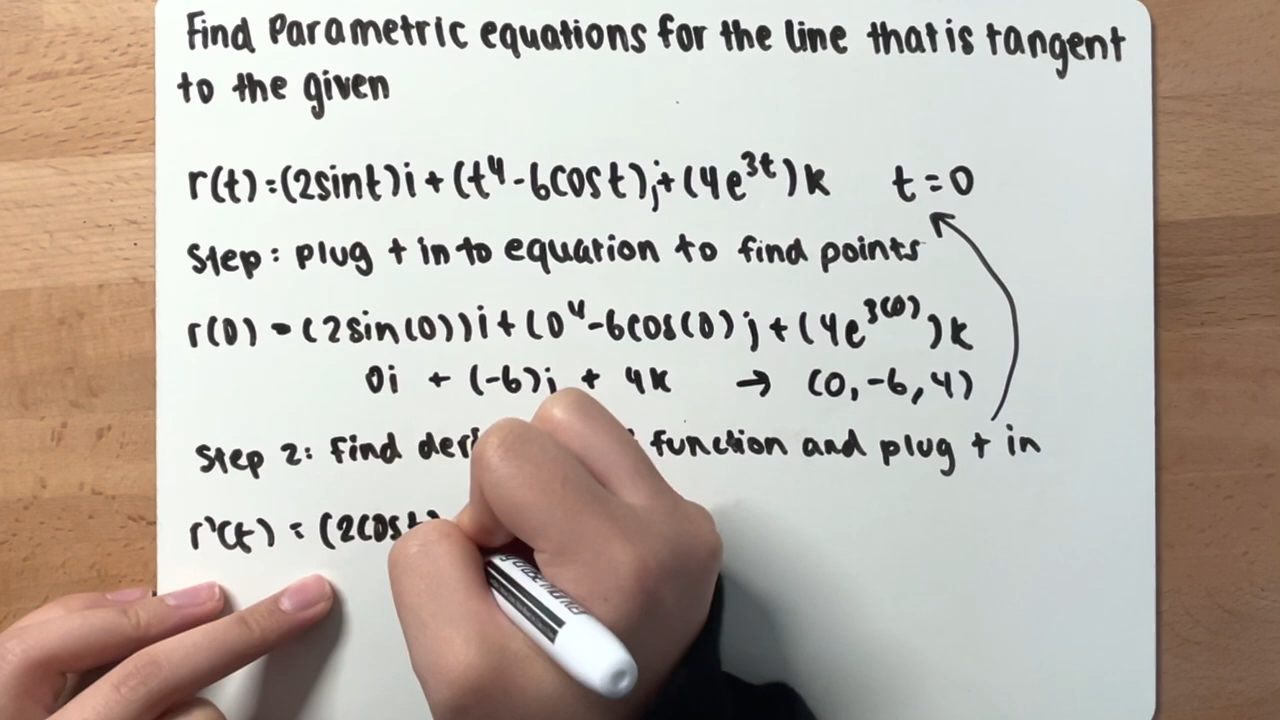 Find Parametric equations for the line that is tangent
to the given
r(t)=(2sint)i+(t⁴-6cost)j+(4e³ᵗ)k t=0
Step: plug t in to equation to find points
r(0)=(2sin(0))i+(0⁴-6cos(0)j+(4e³⁽⁰⁾)k
0i + (-6)j + 4k → (0,-6,4)
Step 2: Find function and plug t in
r'(t) = (2cost)